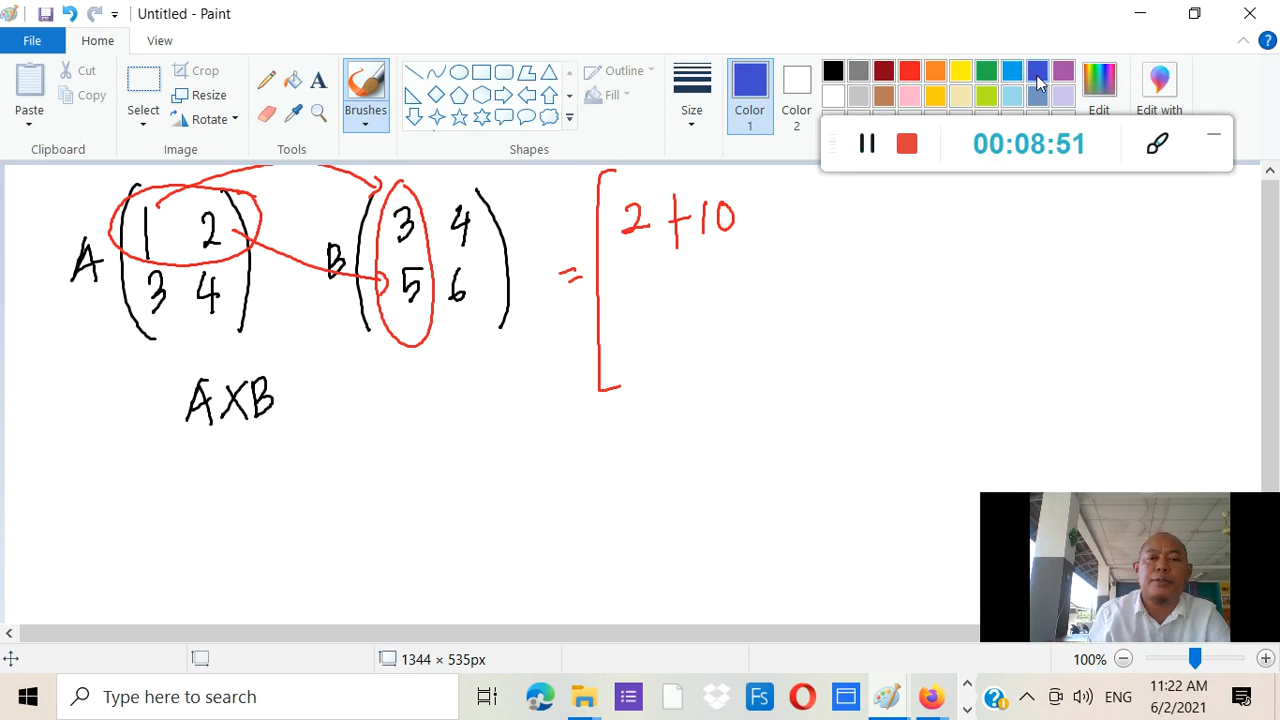 Untitled - Paint
File Home View
Paste
Cut
Copy
Clipboard
Select
Crop
Resize
Rotate
Image
A
Tools
Brushes
Shapes
Outline
Fill
Size
Color 1
Color 2
Edit
Edit with
00:08:51
A
1 2
3 4
B
3 4
5 6
= 2 + 10
A X B
1344 × 535px
100%
Type here to search
Fs
ENG
11:22 AM
6/2/2021